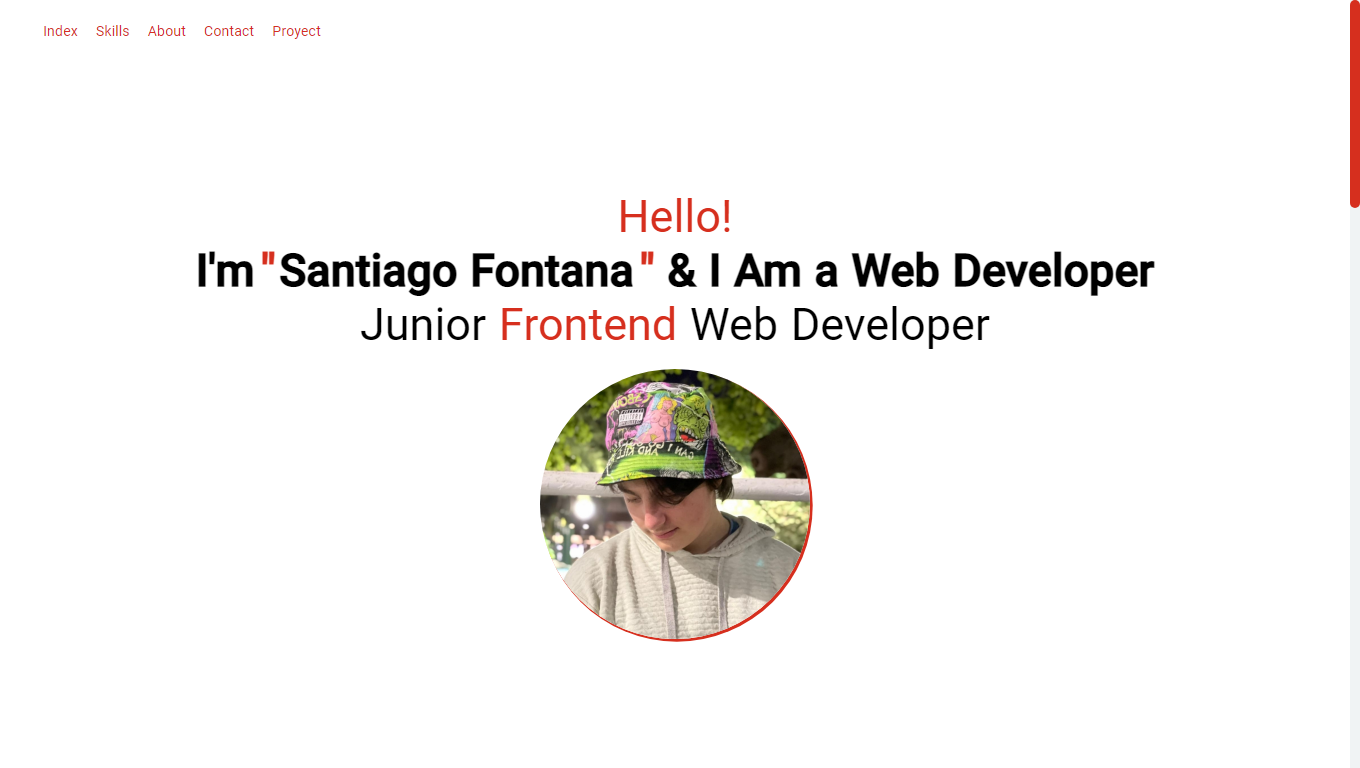 Index Skills About Contact Proyect
Hello!
I'm "Santiago Fontana" & I Am a Web Developer
Junior Frontend Web Developer